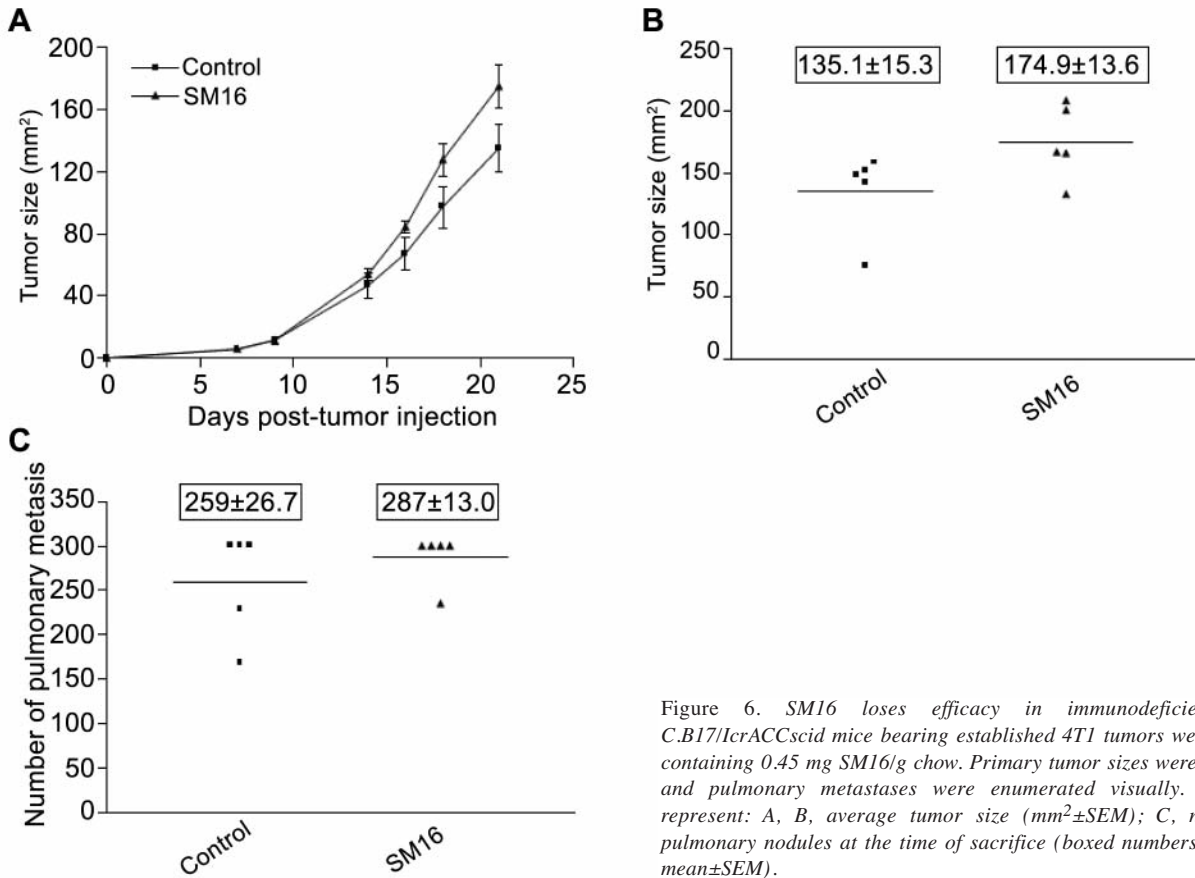 A
Tumor size (mm²)
200
160
120
80
40
0
Control
SM16
0 5 10 15 20 25
Days post-tumor injection
B
Tumor size (mm²)
250
200
150
100
50
0
135.1±15.3 174.9±13.6
Control SM16
C
Number of pulmonary metasis
350
300
250
200
150
100
50
0
259±26.7 287±13.0
Control SM16
Figure 6. SM16 loses efficacy in immunodeficie
C.B17/IcrACCscid mice bearing established 4T1 tumors we
containing 0.45 mg SM16/g chow. Primary tumor sizes were
and pulmonary metastases were enumerated visually.
represent: A, B, average tumor size (mm²±SEM); C, n
pulmonary nodules at the time of sacrifice (boxed numbers
mean±SEM).